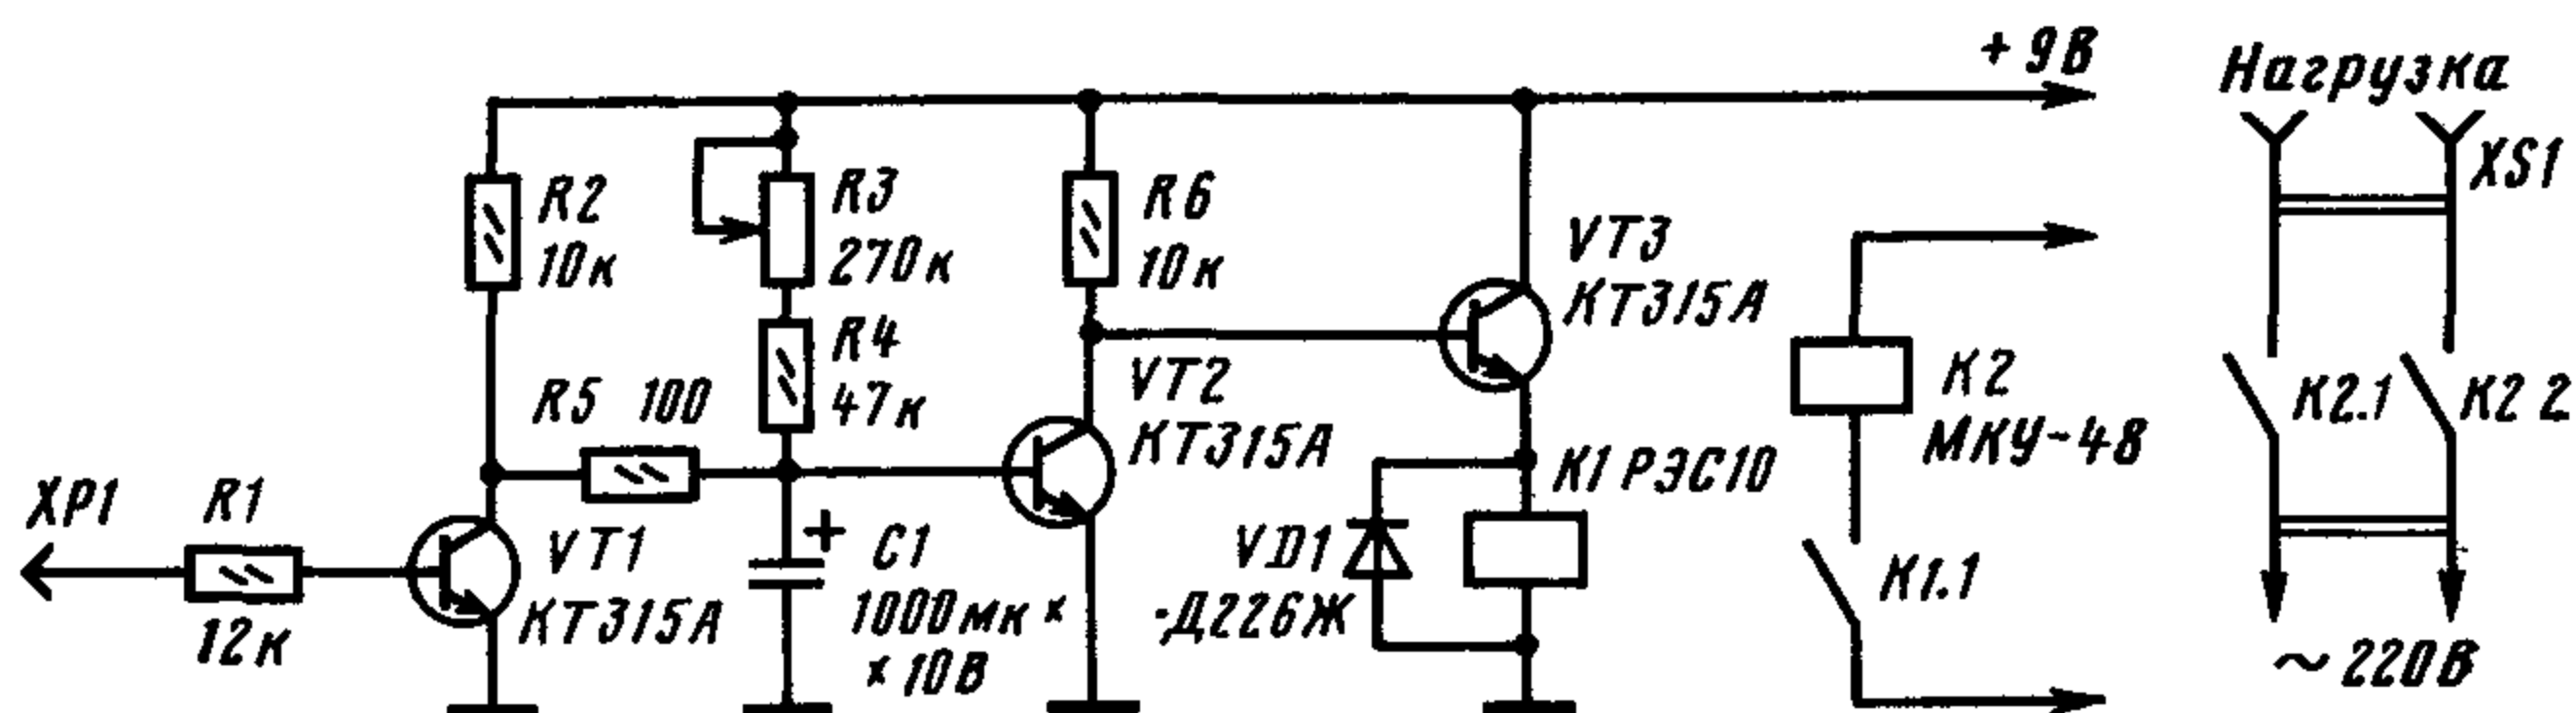 + 9В
Нагрузка
XS1
R2
10к
R3
270к
R6
10к
VT3
КТ315А
R4
47к
R5 100
VT2
КТ315А
K2
МКУ-48
K2.1
K2 2
XP1
R1
12к
VT1
КТ315А
+
C1
1000мк ×
× 10В
VD1
-Д226Ж
K1 РЭС10
K1.1
~ 220В